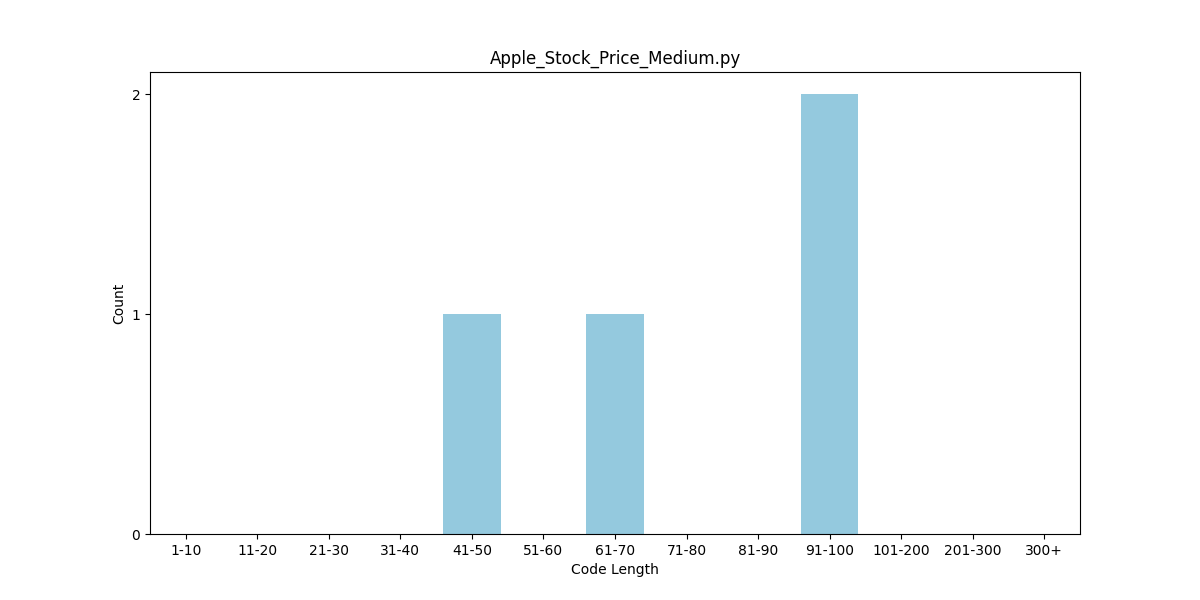 Apple_Stock_Price_Medium.py
2
1
0
Count
1-10 11-20 21-30 31-40 41-50 51-60 61-70 71-80 81-90 91-100 101-200 201-300 300+
Code Length